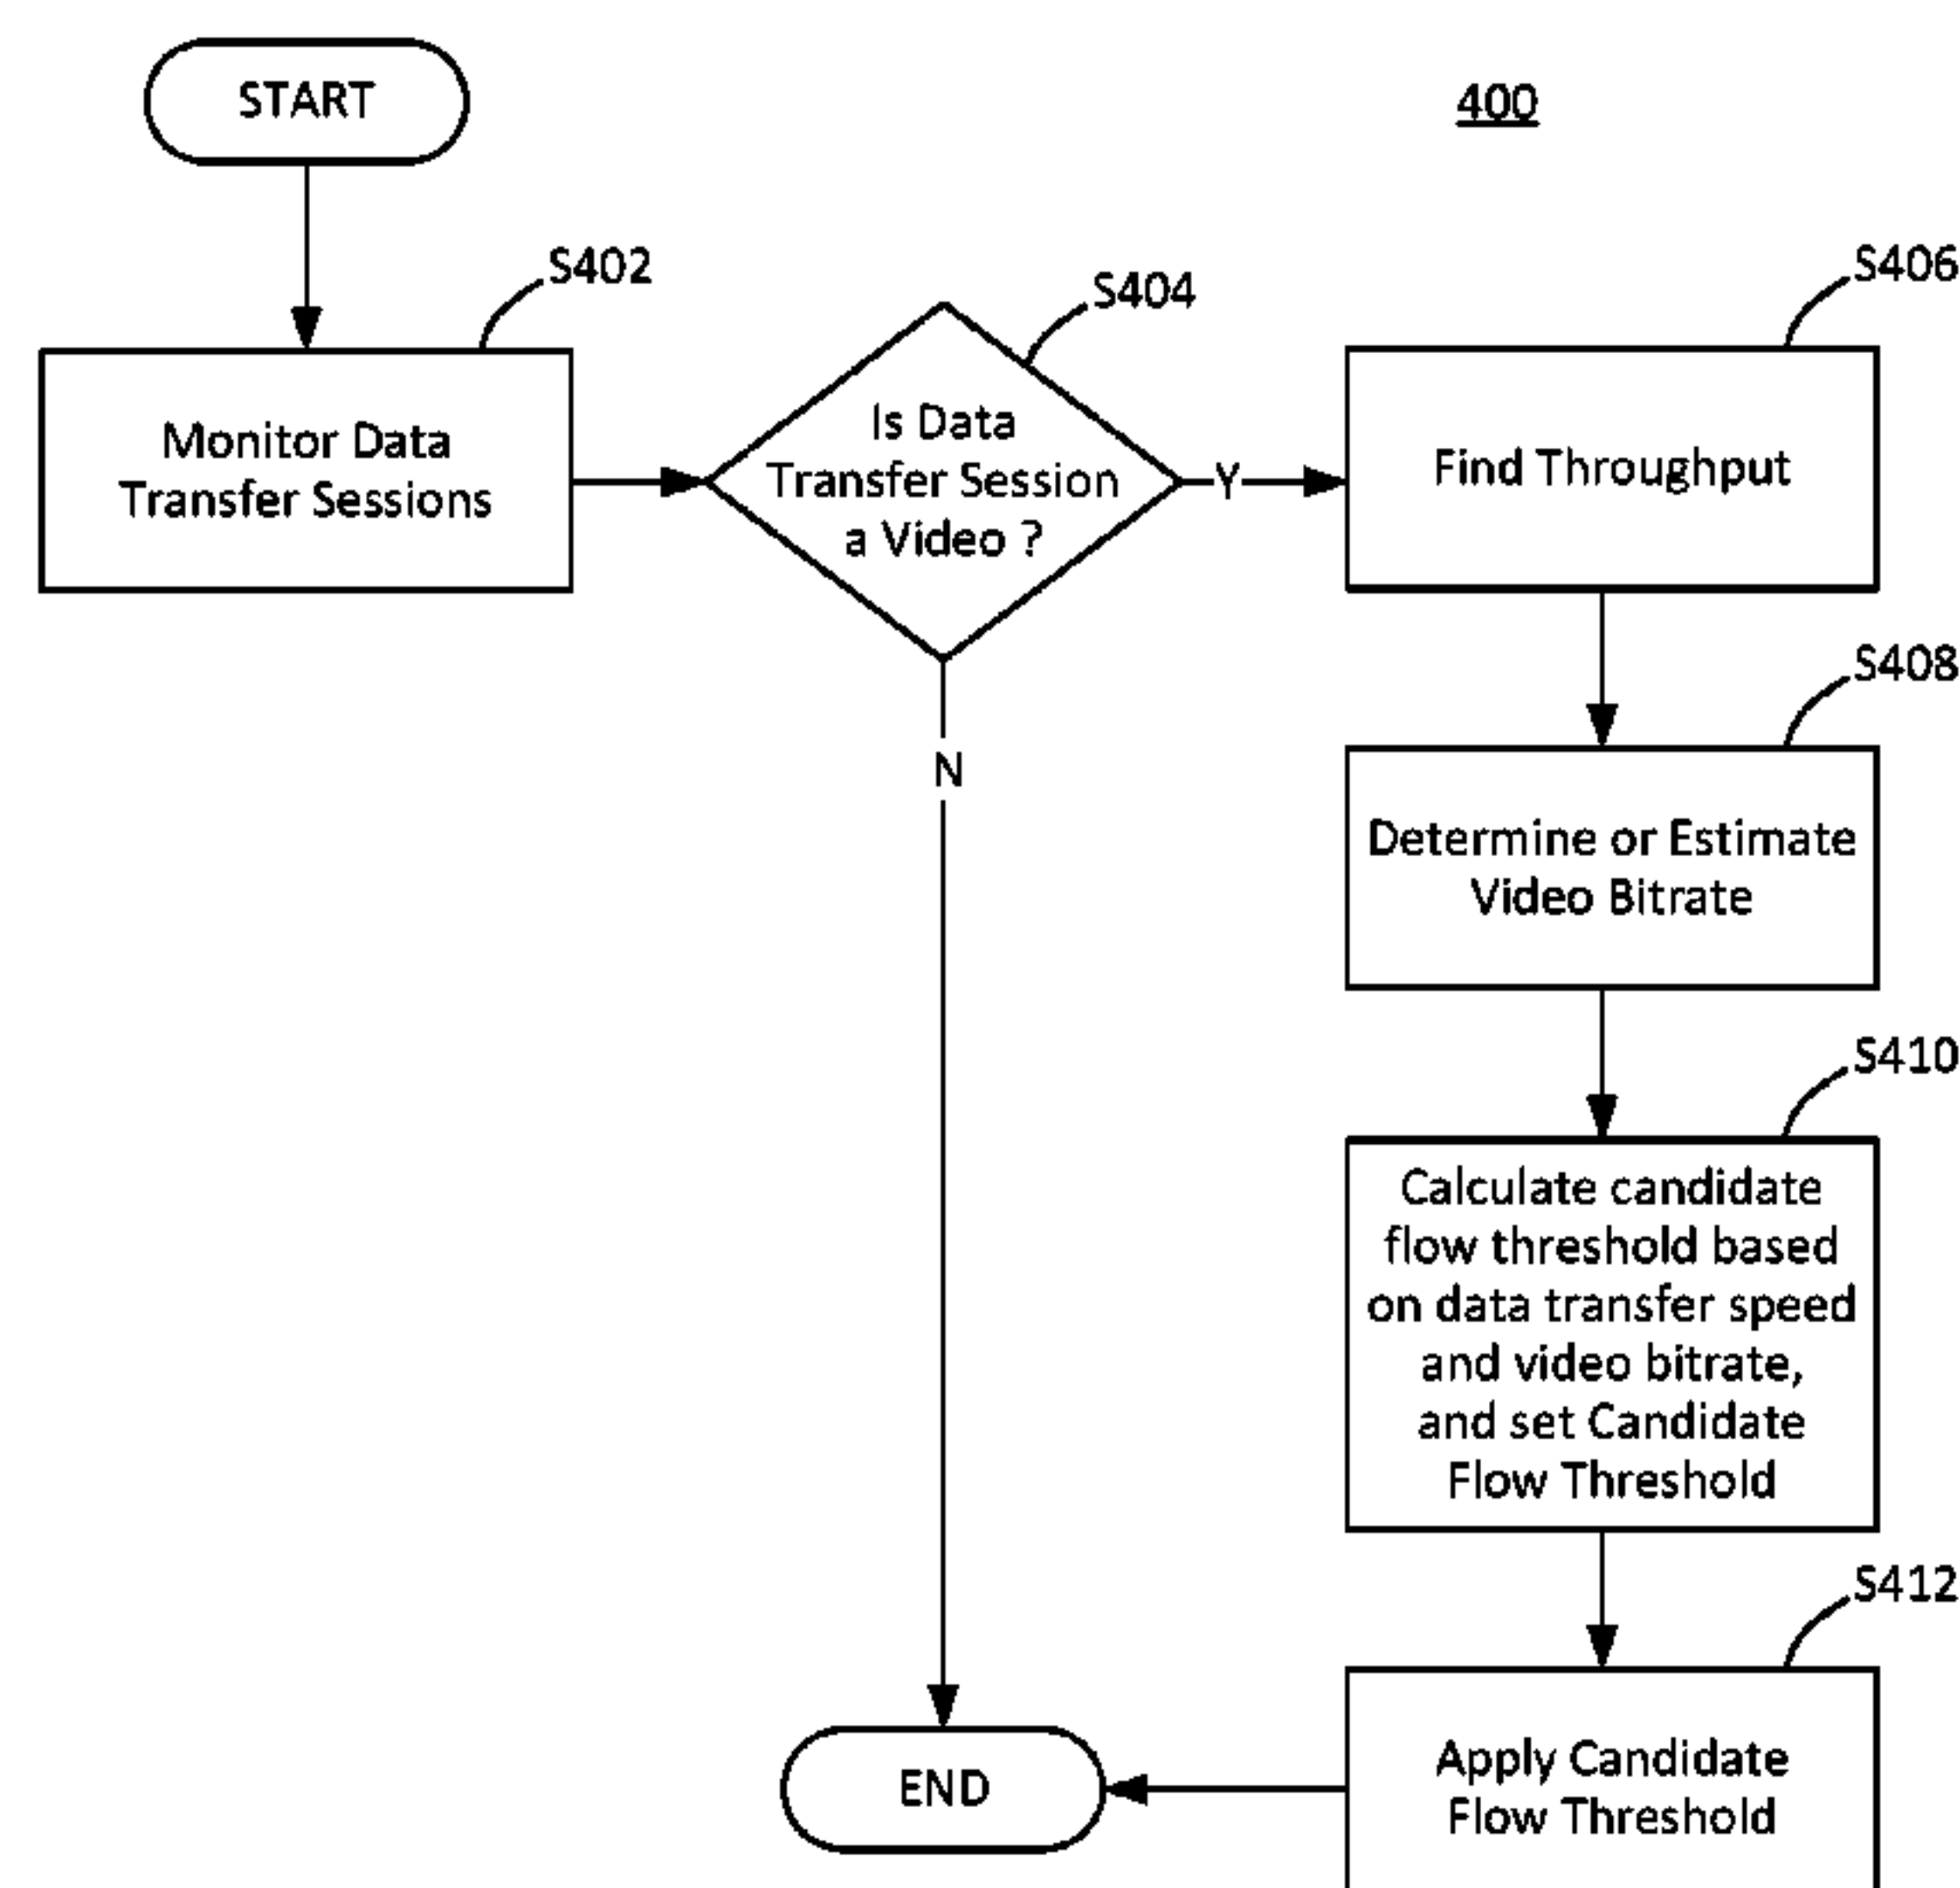 START
400
S402
Monitor Data
Transfer Sessions
S404
Is Data
Transfer Session
a Video ?
Y
N
S406
Find Throughput
S408
Determine or Estimate
Video Bitrate
S410
Calculate candidate
flow threshold based
on data transfer speed
and video bitrate,
and set Candidate
Flow Threshold
S412
Apply Candidate
Flow Threshold
END